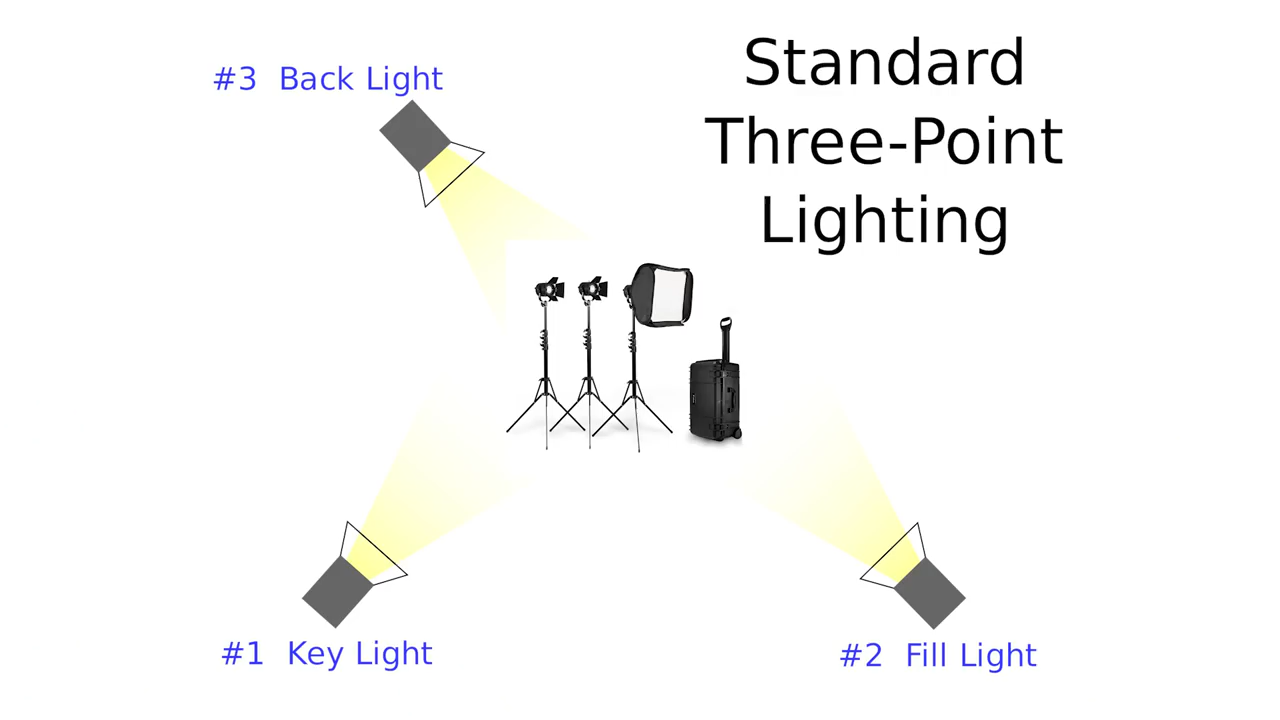 #3 Back Light
Standard
Three-Point
Lighting
#1 Key Light
#2 Fill Light